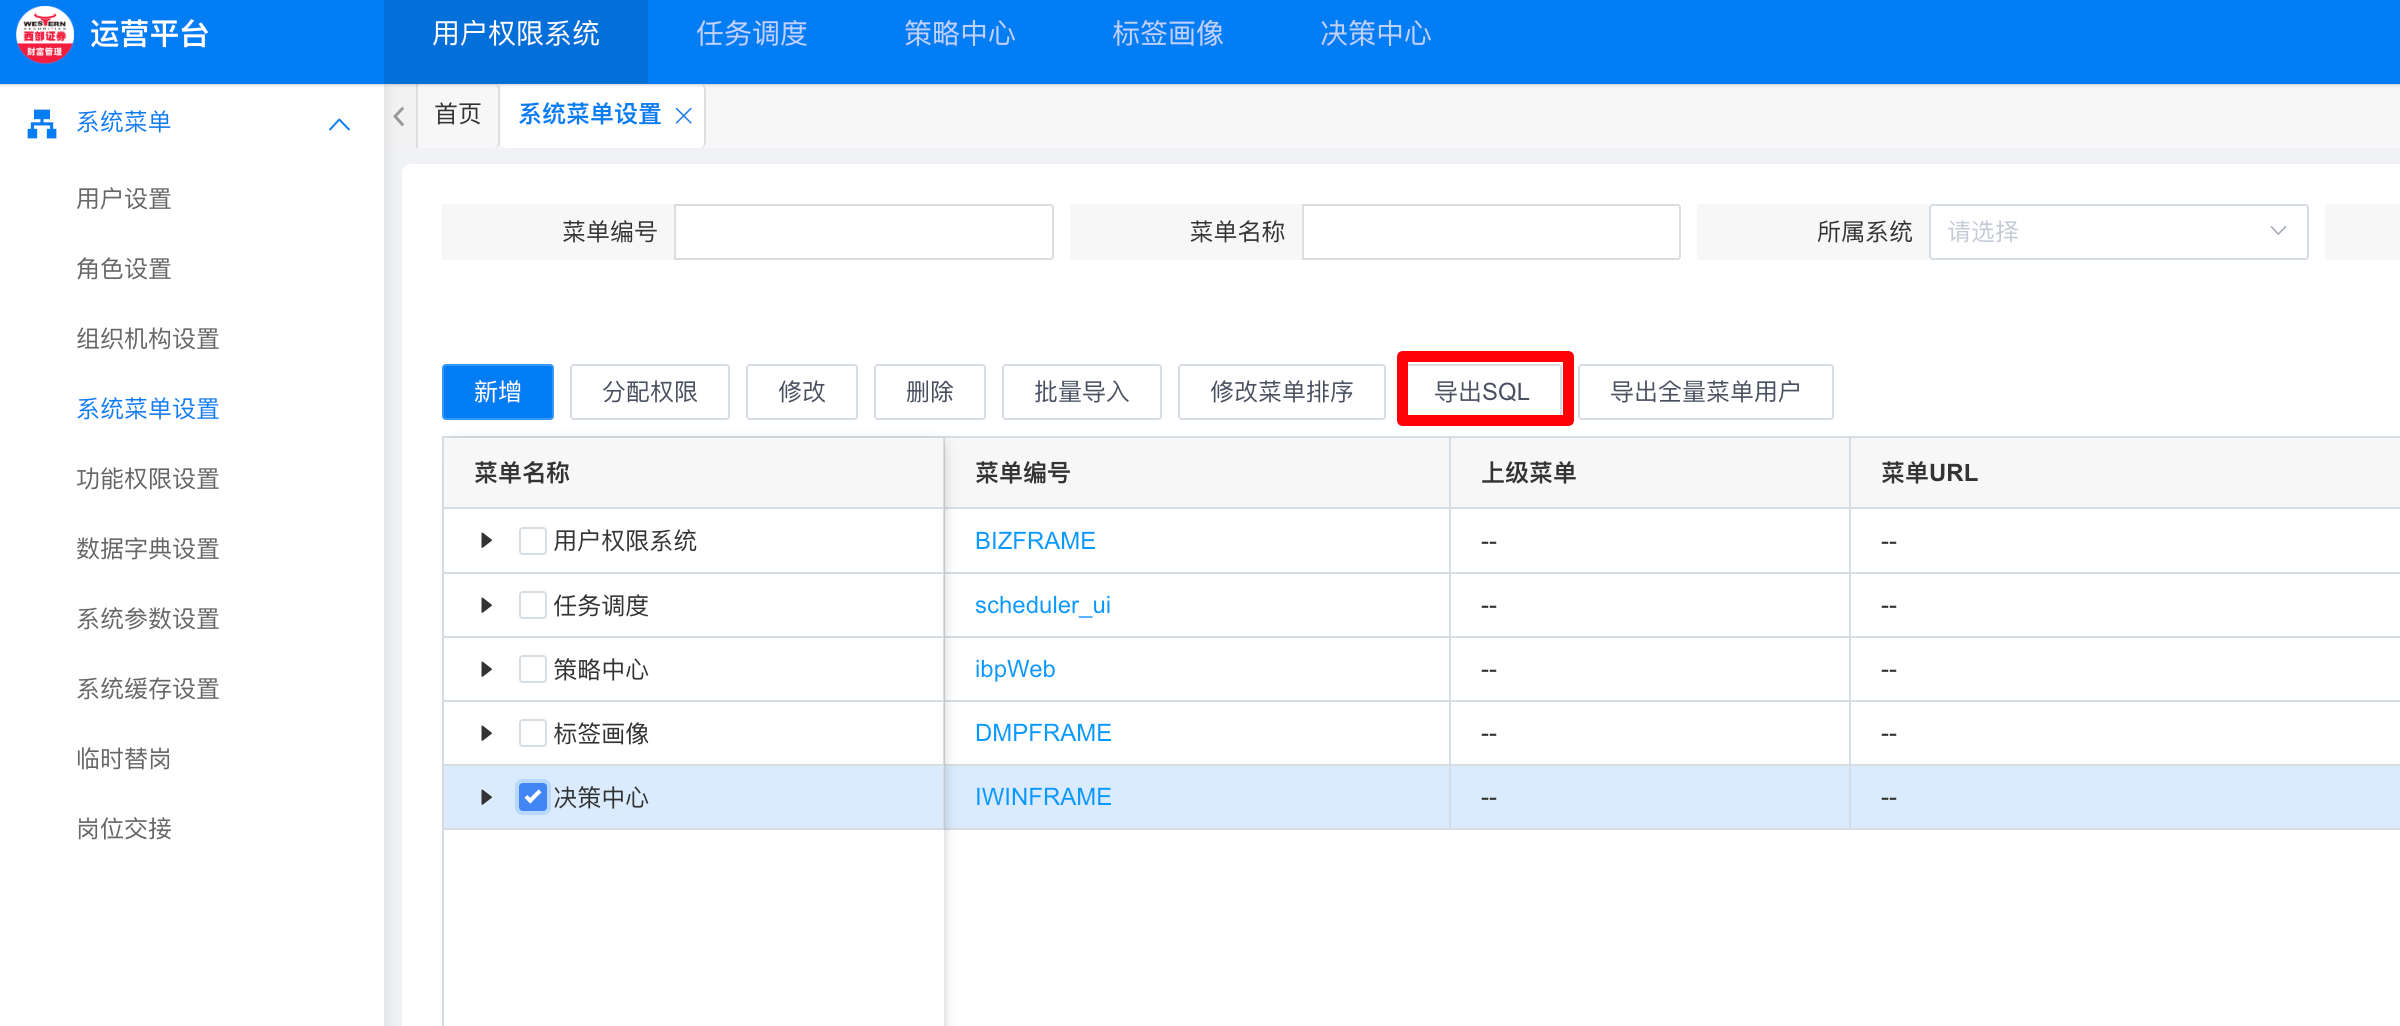 WESTERN
西部证券
财富管理
运营平台
用户权限系统
任务调度
策略中心
标签画像
决策中心
系统菜单
用户设置
角色设置
组织机构设置
系统菜单设置
功能权限设置
数据字典设置
系统参数设置
系统缓存设置
临时替岗
岗位交接
首页
系统菜单设置
菜单编号
菜单名称
所属系统
请选择
新增
分配权限
修改
删除
批量导入
修改菜单排序
导出SQL
导出全量菜单用户
菜单名称 菜单编号 上级菜单 菜单URL
用户权限系统 BIZFRAME -- --
任务调度 scheduler_ui -- --
策略中心 ibpWeb -- --
标签画像 DMPFRAME -- --
决策中心 IWINFRAME -- --